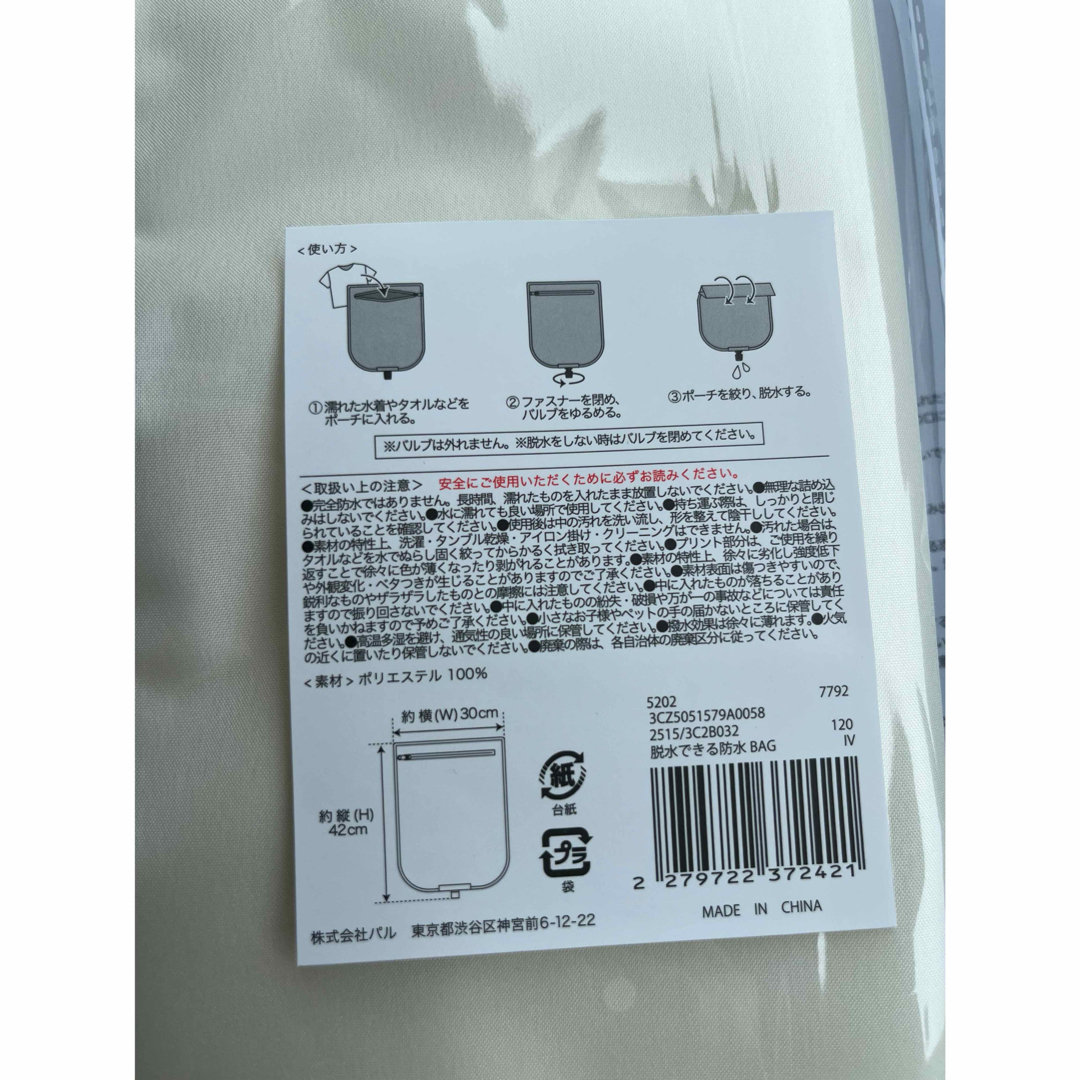 <使い方>
①濡れた水着やタオルなどを
ポーチに入れる。
②ファスナーを閉め、
バルブをゆるめる。
③ポーチを絞り、脱水する。
※バルブは外れません。※脱水をしない時はバルブを閉めてください。
<取扱い上の注意> 安全にご使用いただくために必ずお読みください。
●完全防水ではありません。長時間、濡れたものを入れたまま放置しないでください。●無理な詰め込
みはしないでください。●水に濡れても良い場所で使用してください。●持ち運ぶ際は、しっかりと閉じ
られていることを確認してください。●使用後は中の汚れを洗い流し、形を整えて陰干ししてください。
●素材の特性上、洗濯・タンブル乾燥・アイロン掛け・クリーニングはできません。●汚れた場合は、
タオルなどを水でぬらし固く絞ってからかるく拭き取ってください。●プリント部分は、ご使用を繰り
返すことで徐々に色が薄くなったり剥がれることがあります。●素材の特性上、徐々に劣化し強度低下
や外観変化・ベタつきが生じることがありますのでご了承ください。●素材表面は傷つきやすいので、
鋭利なものやザラザラしたものとの摩擦には注意してください。●中に入れたものが落ちることがあり
ますので振り回さないでください。●中に入れたものの紛失・破損や万が一の事故などについては責任
を負いかねますので予めご了承ください。●小さなお子様やペットの手の届かないところに保管してく
ださい。●高温多湿を避け、通気性の良い場所に保管してください。●撥水効果は徐々に薄れます。●火気
の近くに置いたり保管しないでください。●廃棄の際は、各自治体の廃棄区分に従ってください。
<素材> ポリエステル 100%
約 横(W) 30cm
約 縦(H)
42cm
紙
台紙
プラ
袋
5202 7792
3CZ5051579A0058
2515/3C2B032 120
脱水できる防水 BAG IV
2 279722 372421
MADE IN CHINA
株式会社パル 東京都渋谷区神宮前6-12-22